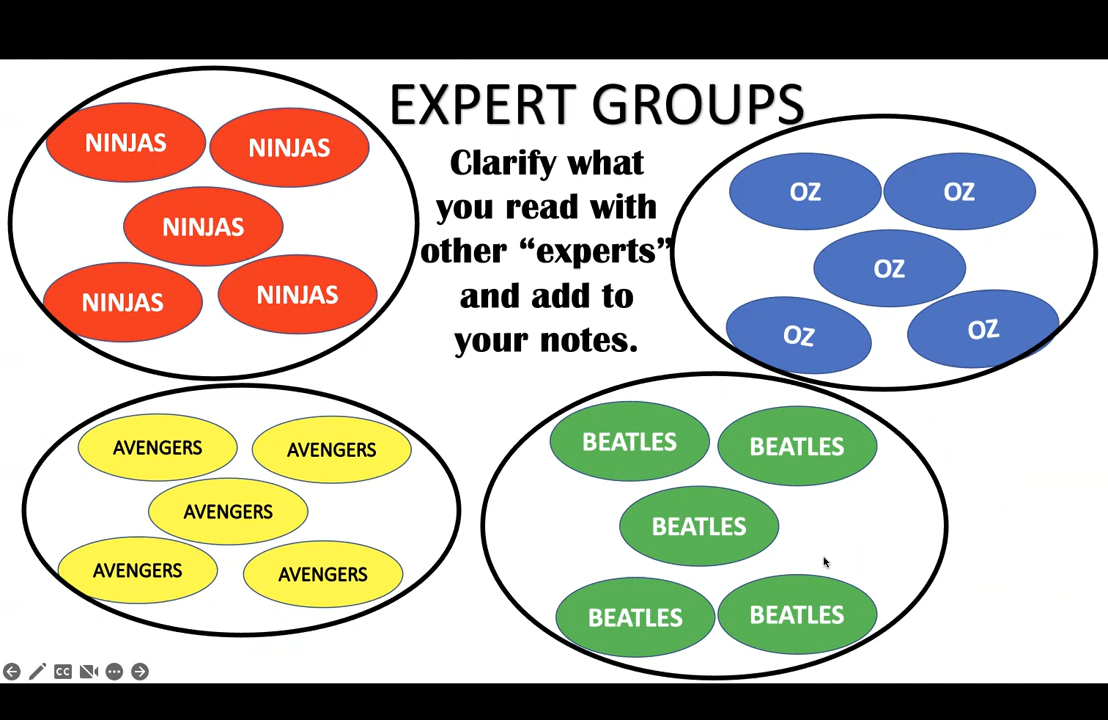 EXPERT GROUPS
Clarify what
you read with
other “experts”
and add to
your notes.
NINJAS
NINJAS
NINJAS
NINJAS
NINJAS
OZ
OZ
OZ
OZ
OZ
AVENGERS
AVENGERS
AVENGERS
AVENGERS
AVENGERS
BEATLES
BEATLES
BEATLES
BEATLES
BEATLES
CC